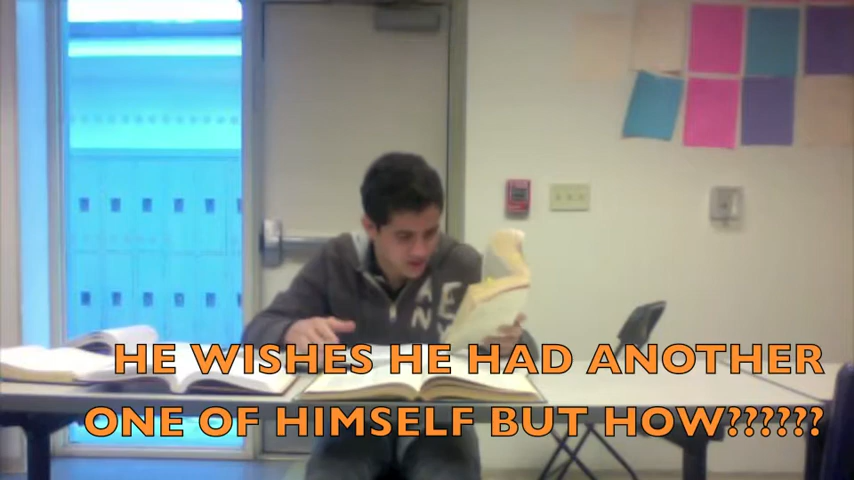 HE WISHES HE HAD ANOTHER
ONE OF HIMSELF BUT HOW??????